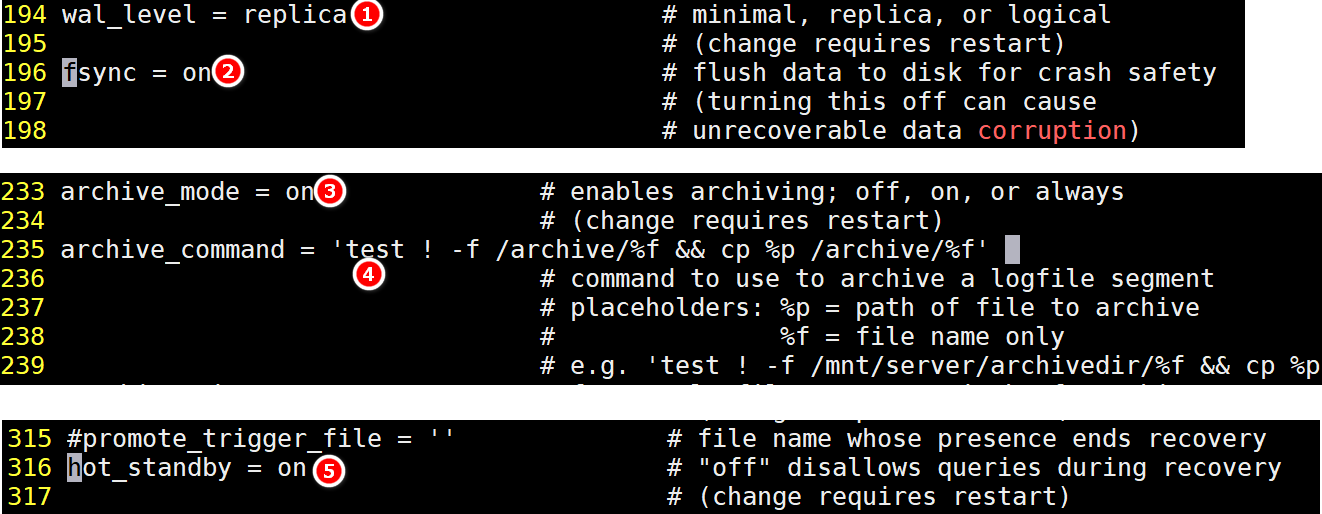 194 wal_level = replica 1 # minimal, replica, or logical
195 # (change requires restart)
196 fsync = on 2 # flush data to disk for crash safety
197 # (turning this off can cause
198 # unrecoverable data corruption)
233 archive_mode = on 3 # enables archiving; off, on, or always
234 # (change requires restart)
235 archive_command = 'test ! -f /archive/%f && cp %p /archive/%f'
4
236 # command to use to archive a logfile segment
237 # placeholders: %p = path of file to archive
238 # %f = file name only
239 # e.g. 'test ! -f /mnt/server/archivedir/%f && cp %p
315 #promote_trigger_file = '' # file name whose presence ends recovery
316 hot_standby = on 5 # "off" disallows queries during recovery
317 # (change requires restart)